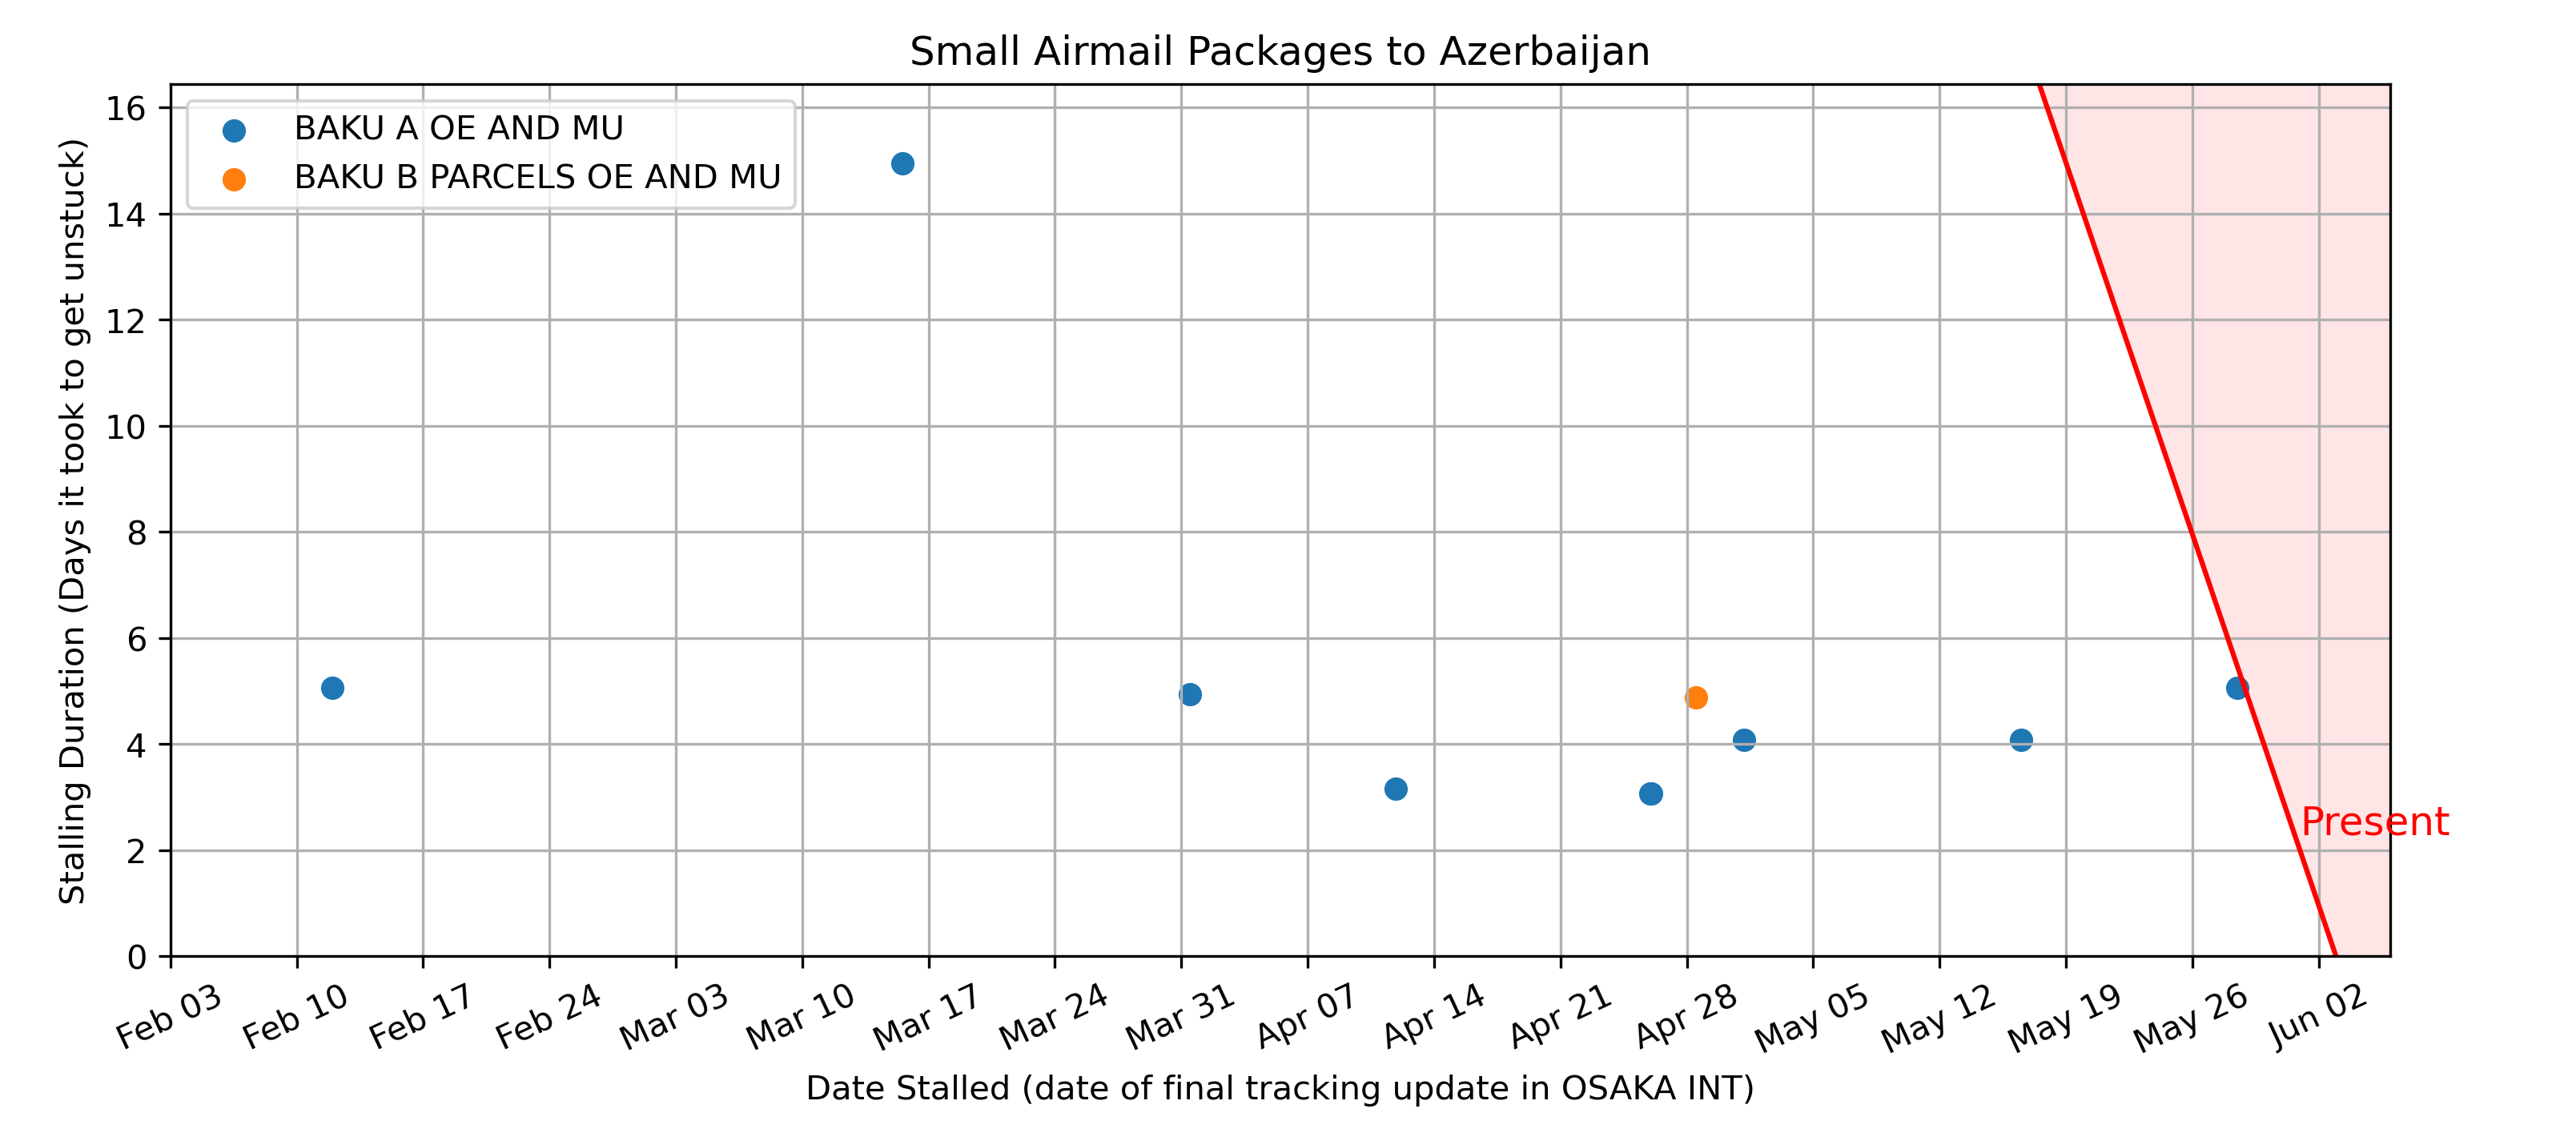 Small Airmail Packages to Azerbaijan
BAKU A OE AND MU
BAKU B PARCELS OE AND MU
Stalling Duration (Days it took to get unstuck)
16
14
12
10
8
6
4
2
0
Present
Feb 03
Feb 10
Feb 17
Feb 24
Mar 03
Mar 10
Mar 17
Mar 24
Mar 31
Apr 07
Apr 14
Apr 21
Apr 28
May 05
May 12
May 19
May 26
Jun 02
Date Stalled (date of final tracking update in OSAKA INT)